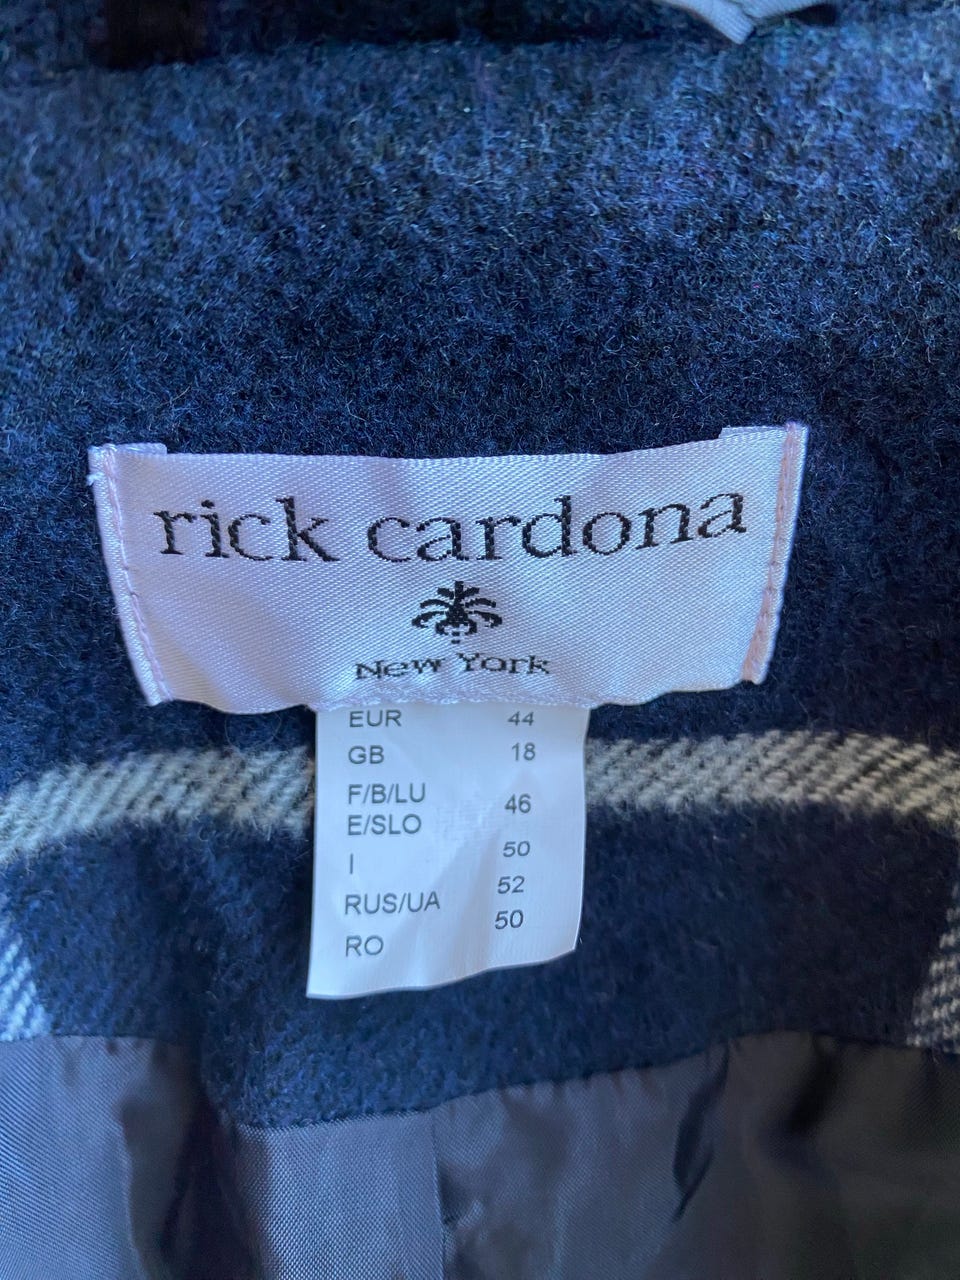 rick cardona
New York
EUR 44
GB 18
F/B/LU
E/SLO 46
I 50
RUS/UA 52
RO 50